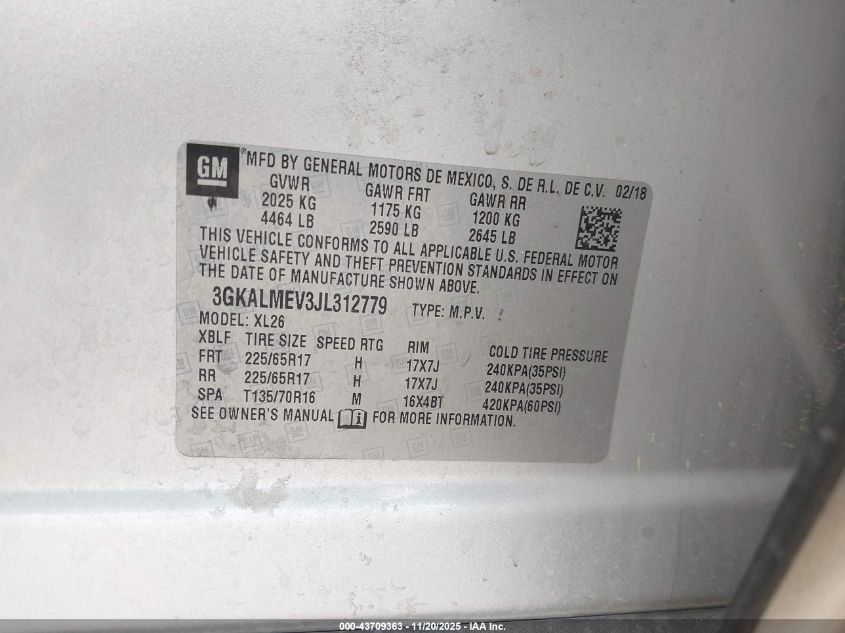 GM ® MFD BY GENERAL MOTORS DE MEXICO, S. DE R.L. DE C.V. 02/18
GVWR GAWR FRT GAWR RR
2025 KG 1175 KG 1200 KG
4464 LB 2590 LB 2645 LB
THIS VEHICLE CONFORMS TO ALL APPLICABLE U.S. FEDERAL MOTOR
VEHICLE SAFETY AND THEFT PREVENTION STANDARDS IN EFFECT ON
THE DATE OF MANUFACTURE SHOWN ABOVE.
3GKALMEV3JL312779 TYPE: M.P.V.
MODEL: XL26
XBLF TIRE SIZE SPEED RTG RIM COLD TIRE PRESSURE
FRT 225/65R17 H 17X7J 240KPA(35PSI)
RR 225/65R17 H 17X7J 240KPA(35PSI)
SPA T135/70R16 M 16X4BT 420KPA(60PSI)
SEE OWNER'S MANUAL i FOR MORE INFORMATION.
000-43709363 - 11/20/2025 - IAA Inc.